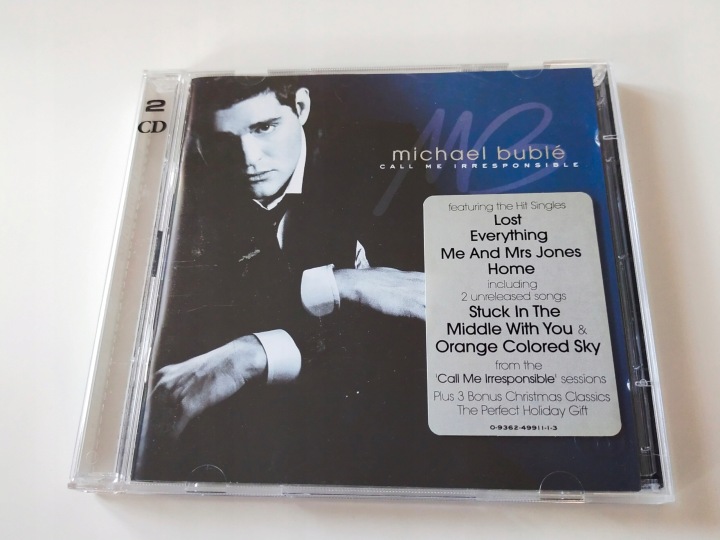 2
CD
MB
michael bublé
CALL ME IRRESPONSIBLE
featuring the Hit Singles
Lost
Everything
Me And Mrs Jones
Home
including
2 unreleased songs
Stuck In The
Middle With You &
Orange Colored Sky
from the
'Call Me Irresponsible' sessions
Plus 3 Bonus Christmas Classics
The Perfect Holiday Gift
0-9362-49911-1-3